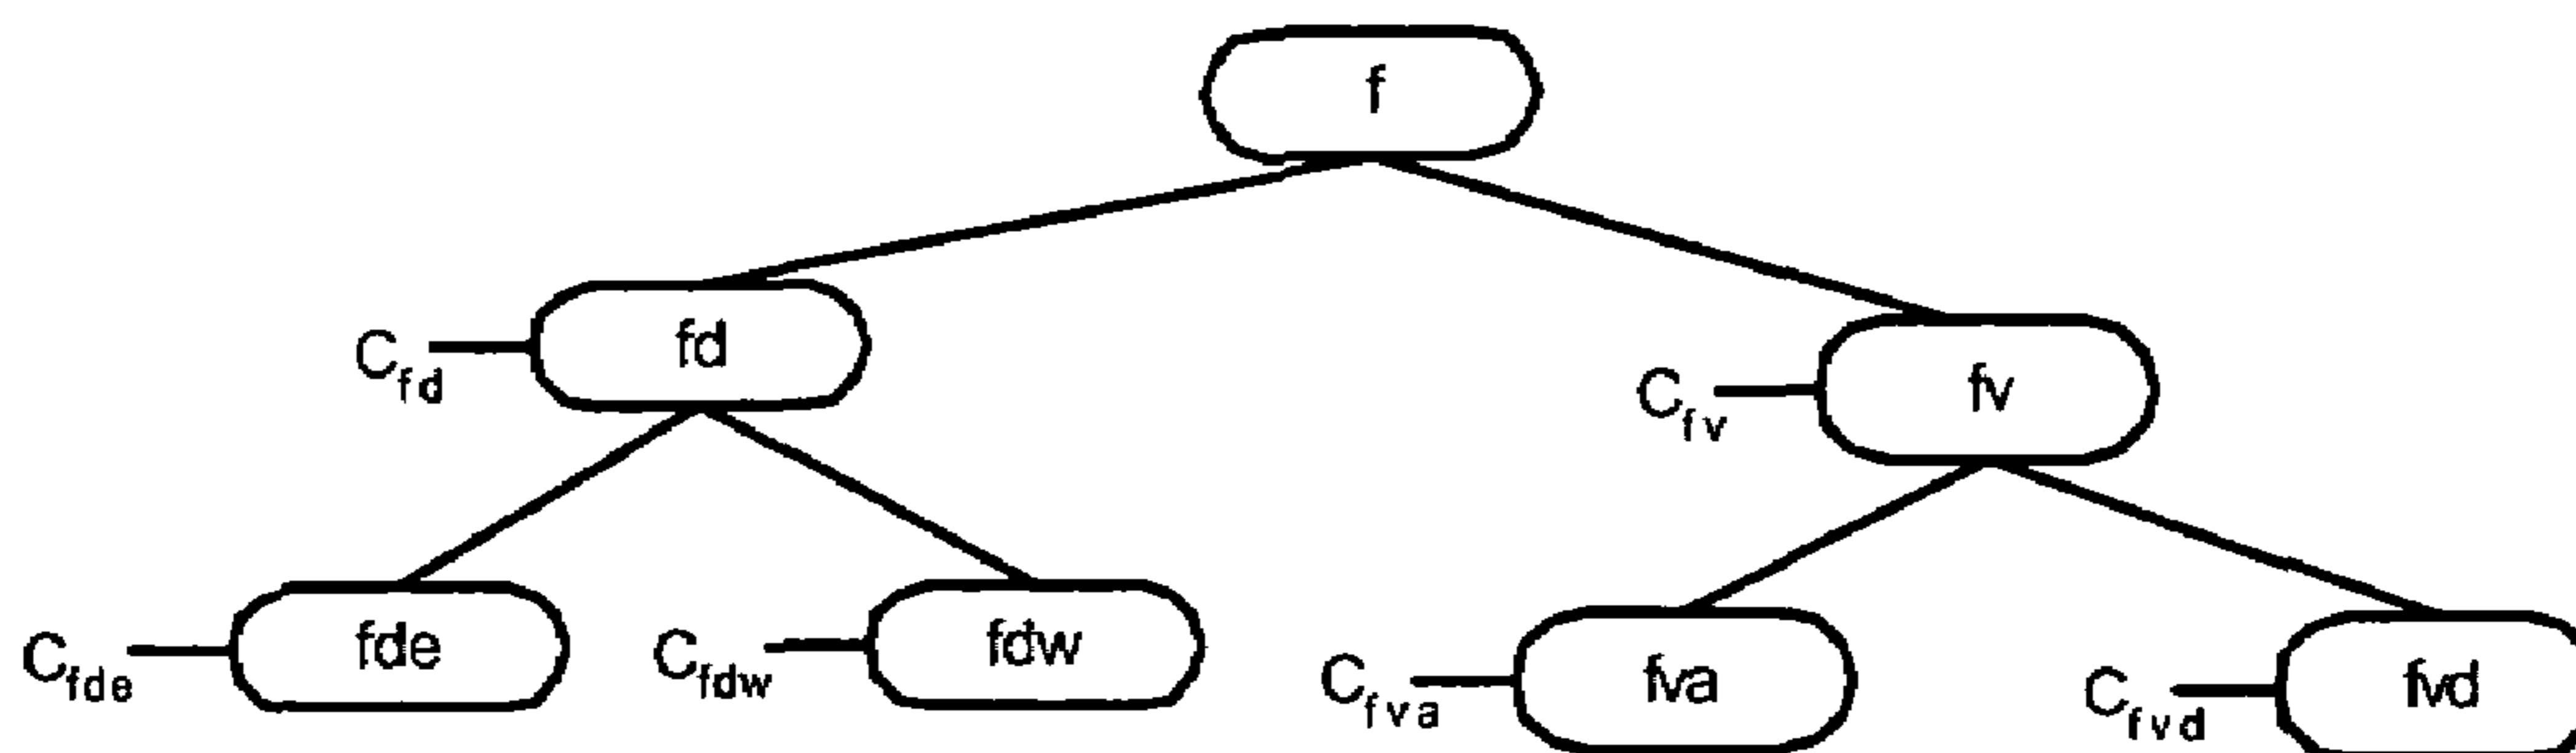 f
C_fd fd
C_fv fv
C_fde fde C_fdw fdw C_fva fva C_fvd fvd